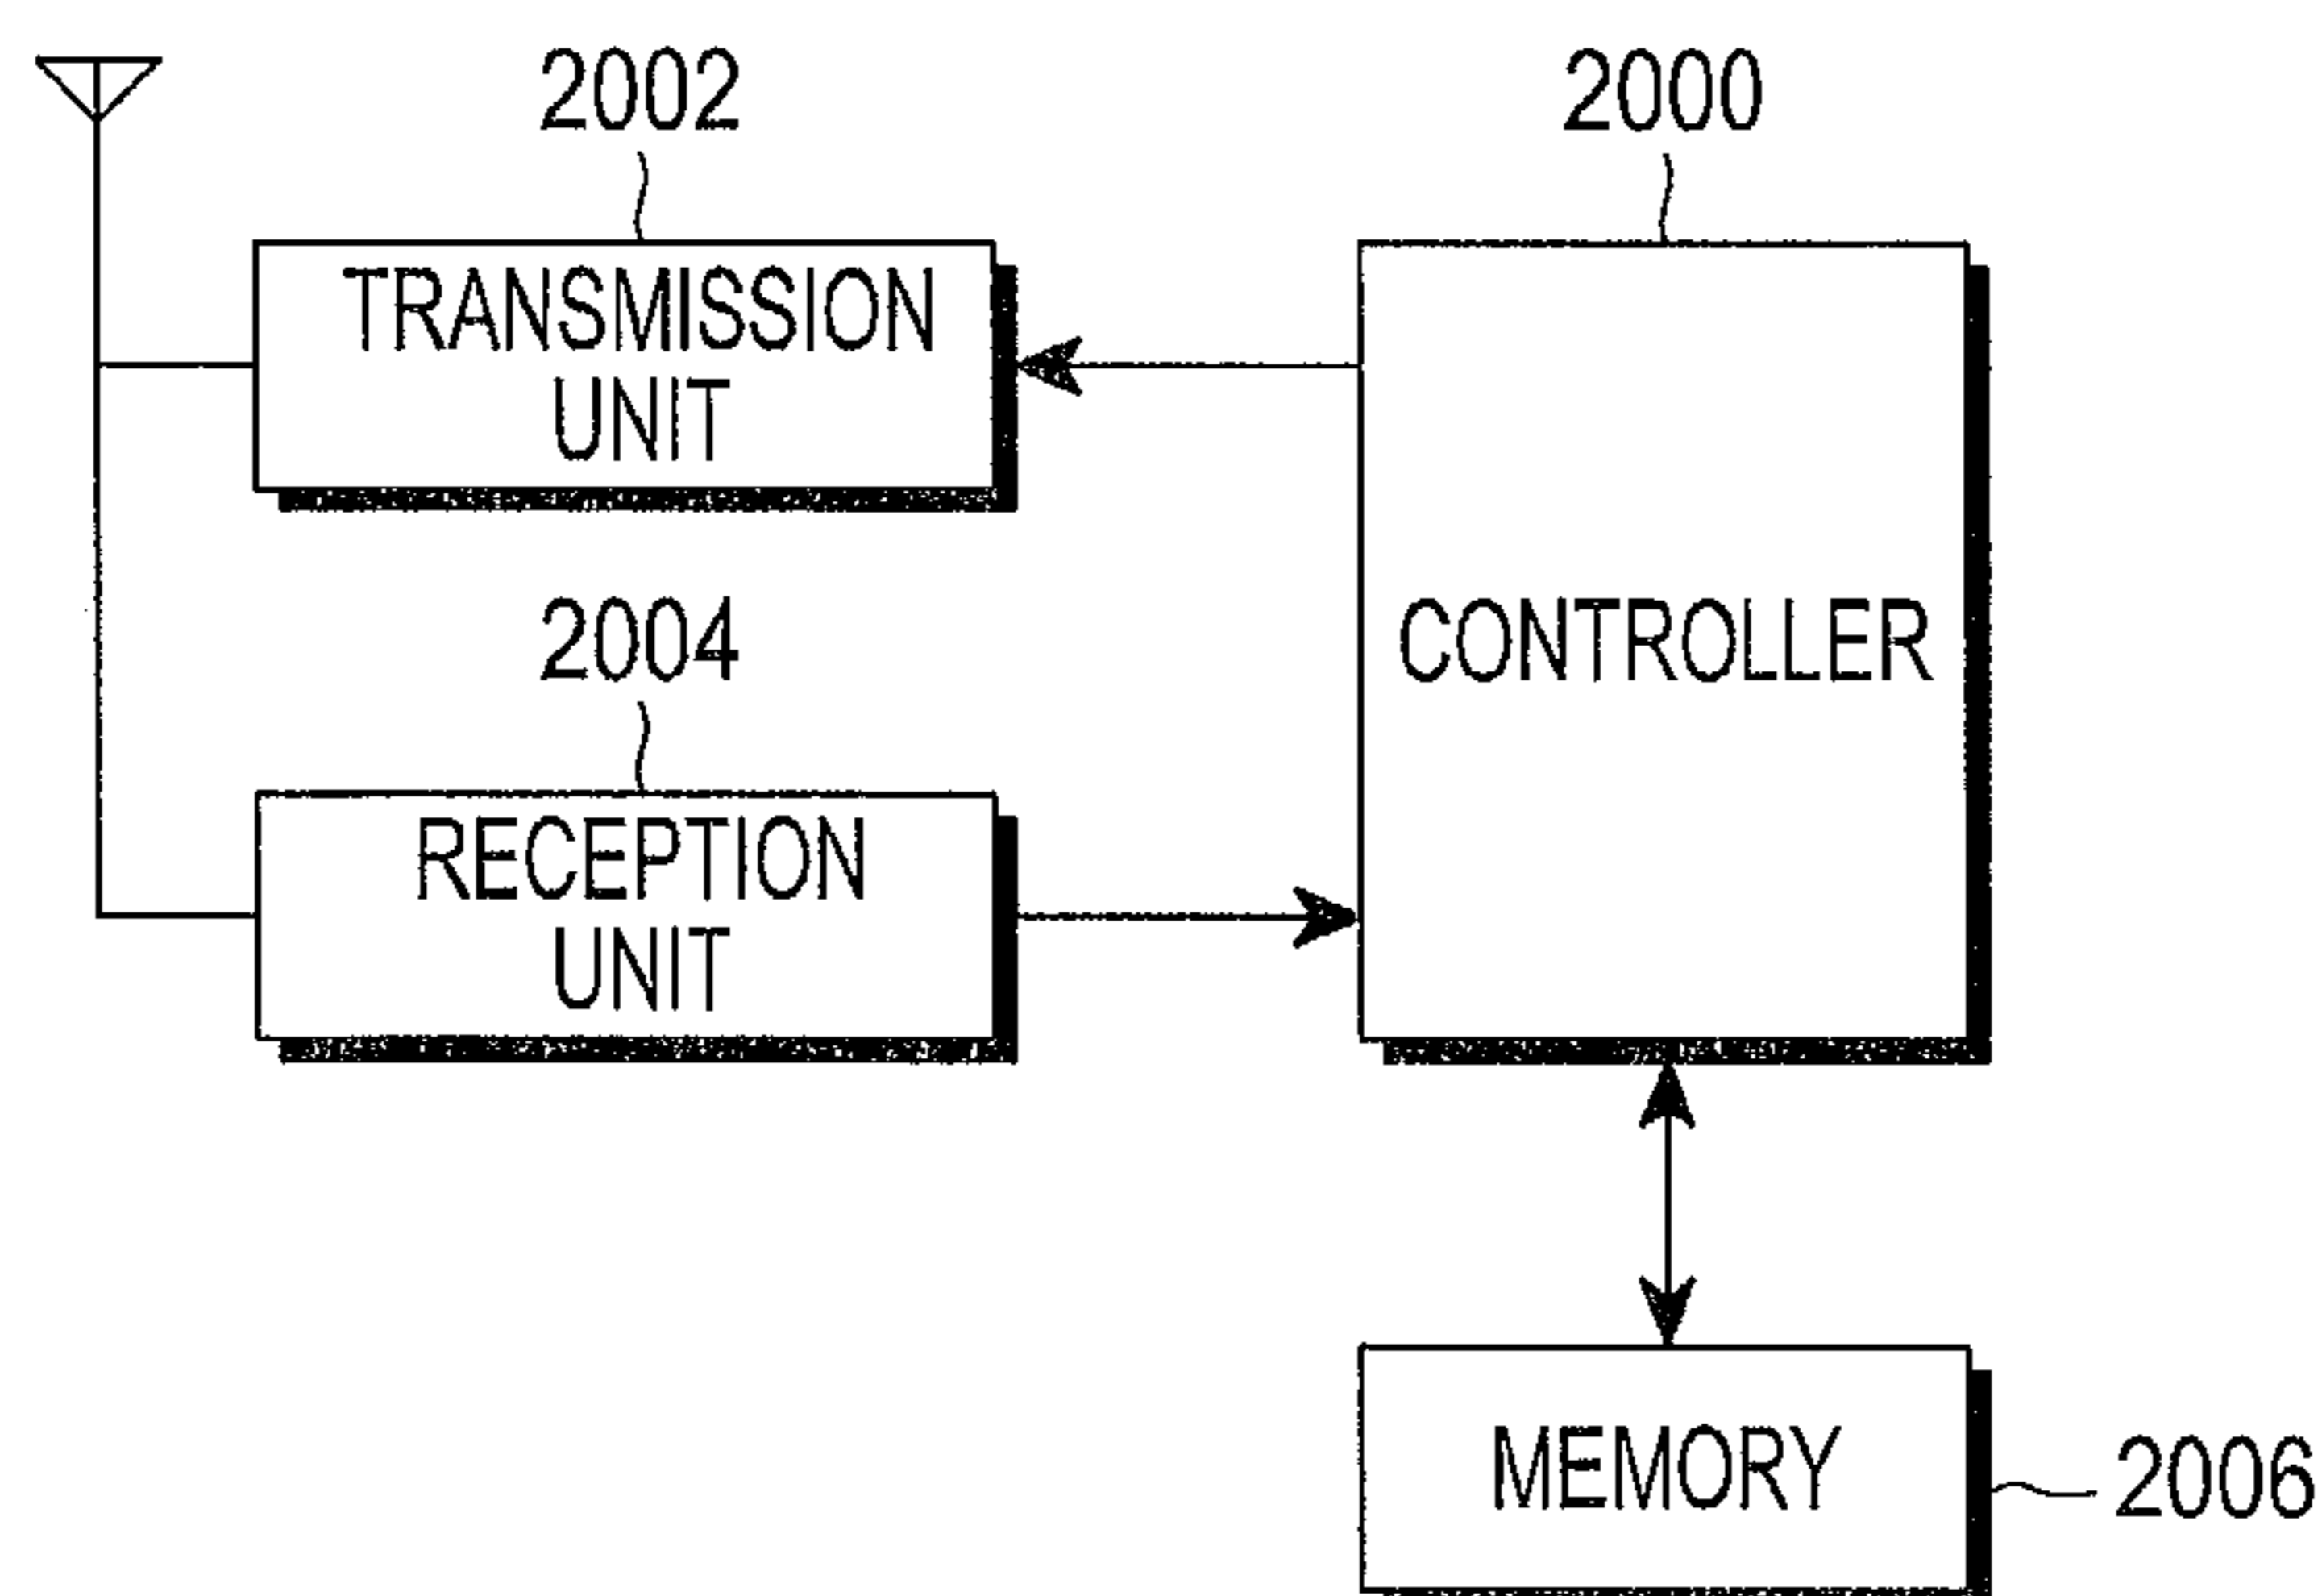 2002
2000
TRANSMISSION
UNIT
2004
CONTROLLER
RECEPTION
UNIT
MEMORY
2006